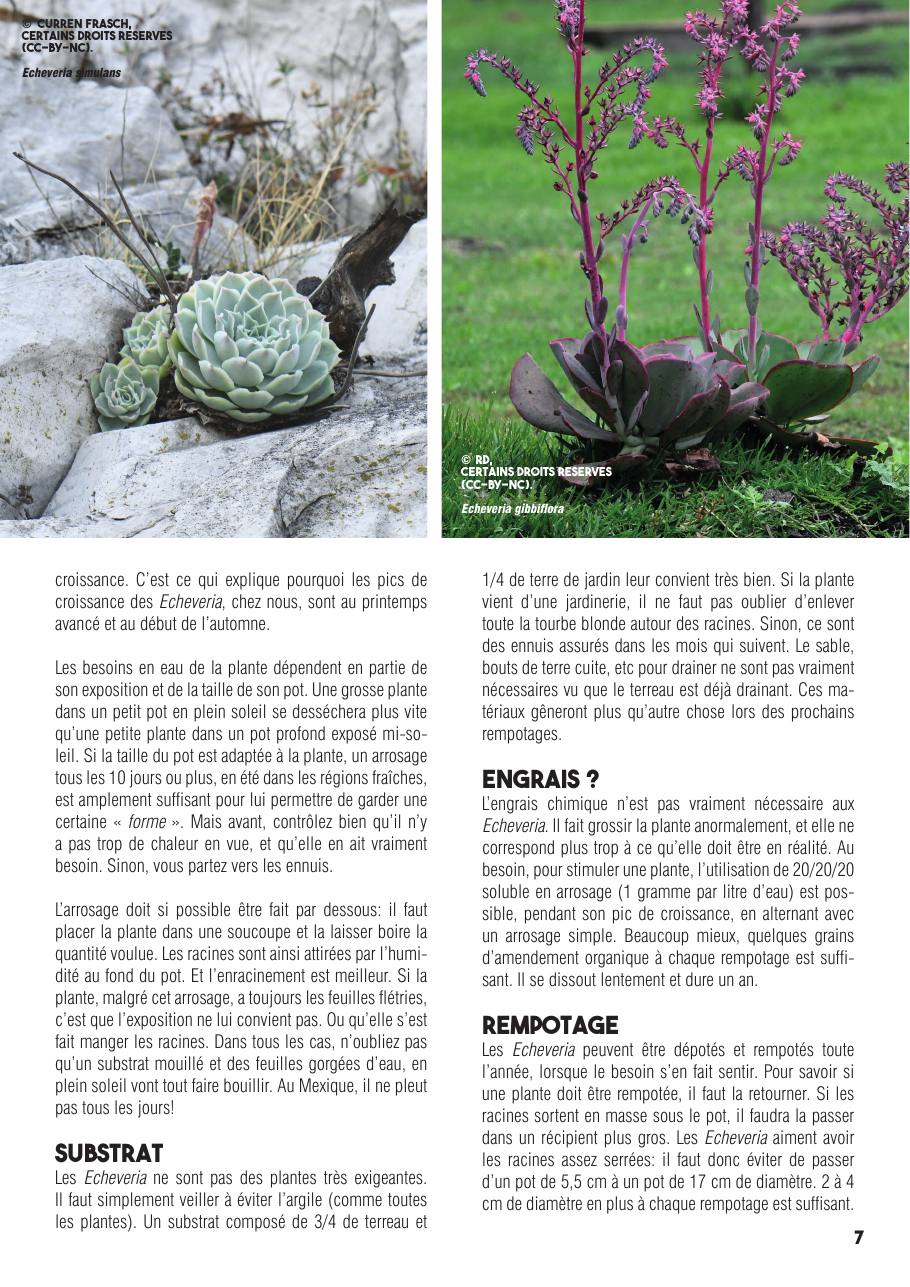 © CURREN FRASCH,
CERTAINS DROITS RESERVES
(CC-BY-NC).
Echeveria simulans
© RD,
CERTAINS DROITS RESERVES
(CC-BY-NC).
Echeveria gibbiflora
croissance. C'est ce qui explique pourquoi les pics de
croissance des Echeveria, chez nous, sont au printemps
avancé et au début de l'automne.
Les besoins en eau de la plante dépendent en partie de
son exposition et de la taille de son pot. Une grosse plante
dans un petit pot en plein soleil se desséchera plus vite
qu'une petite plante dans un pot profond exposé mi-so-
leil. Si la taille du pot est adaptée à la plante, un arrosage
tous les 10 jours ou plus, en été dans les régions fraîches,
est amplement suffisant pour lui permettre de garder une
certaine « forme ». Mais avant, contrôlez bien qu'il n'y
a pas trop de chaleur en vue, et qu'elle en ait vraiment
besoin. Sinon, vous partez vers les ennuis.
L'arrosage doit si possible être fait par dessous: il faut
placer la plante dans une soucoupe et la laisser boire la
quantité voulue. Les racines sont ainsi attirées par l'humi-
dité au fond du pot. Et l'enracinement est meilleur. Si la
plante, malgré cet arrosage, a toujours les feuilles flétries,
c'est que l'exposition ne lui convient pas. Ou qu'elle s'est
fait manger les racines. Dans tous les cas, n'oubliez pas
qu'un substrat mouillé et des feuilles gorgées d'eau, en
plein soleil vont tout faire bouillir. Au Mexique, il ne pleut
pas tous les jours!
SUBSTRAT
Les Echeveria ne sont pas des plantes très exigeantes.
Il faut simplement veiller à éviter l'argile (comme toutes
les plantes). Un substrat composé de 3/4 de terreau et
1/4 de terre de jardin leur convient très bien. Si la plante
vient d'une jardinerie, il ne faut pas oublier d'enlever
toute la tourbe blonde autour des racines. Sinon, ce sont
des ennuis assurés dans les mois qui suivent. Le sable,
bouts de terre cuite, etc pour drainer ne sont pas vraiment
nécessaires vu que le terreau est déjà drainant. Ces ma-
tériaux gêneront plus qu'autre chose lors des prochains
rempotages.
ENGRAIS ?
L'engrais chimique n'est pas vraiment nécessaire aux
Echeveria. Il fait grossir la plante anormalement, et elle ne
correspond plus trop à ce qu'elle doit être en réalité. Au
besoin, pour stimuler une plante, l'utilisation de 20/20/20
soluble en arrosage (1 gramme par litre d'eau) est pos-
sible, pendant son pic de croissance, en alternant avec
un arrosage simple. Beaucoup mieux, quelques grains
d'amendement organique à chaque rempotage est suffi-
sant. Il se dissout lentement et dure un an.
REMPOTAGE
Les Echeveria peuvent être dépotés et rempotés toute
l'année, lorsque le besoin s'en fait sentir. Pour savoir si
une plante doit être rempotée, il faut la retourner. Si les
racines sortent en masse sous le pot, il faudra la passer
dans un récipient plus gros. Les Echeveria aiment avoir
les racines assez serrées: il faut donc éviter de passer
d'un pot de 5,5 cm à un pot de 17 cm de diamètre. 2 à 4
cm de diamètre en plus à chaque rempotage est suffisant.
7